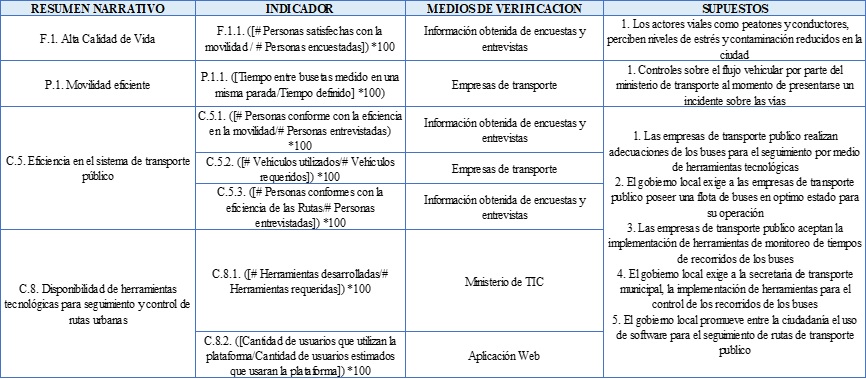 RESUMEN NARRATIVO
INDICADOR
MEDIOS DE VERIFICACION
SUPUESTOS
F.1. Alta Calidad de Vida
F.1.1. ([# Personas satisfechas con la
movilidad / # Personas encuestadas]) *100
Información obtenida de encuestas y
entrevistas
1. Los actores viales como peatones y conductores,
perciben niveles de estrés y contaminación reducidos en la
ciudad
P.1. Movilidad eficiente
P.1.1. ([Tiempo entre busetas medido en una
misma parada/Tiempo definido] *100)
Empresas de transporte
1. Controles sobre el flujo vehicular por parte del
ministerio de transporte al momento de presentarse un
incidente sobre las vías
C.5. Eficiencia en el sistema de transporte
público
C.5.1. ([# Personas conforme con la eficiencia
en la movilidad/# Personas entrevistadas)
*100
Información obtenida de encuestas y
entrevistas
C.5.2. ([# Vehículos utilizados/# Vehículos
requeridos]) *100
Empresas de transporte
C.5.3. ([# Personas conformes con la
eficiencia de las Rutas/# Personas
entrevistadas]) *100
Información obtenida de encuestas y
entrevistas
1. Las empresas de transporte publico realizan
adecuaciones de los buses para el seguimiento por medio
de herramientas tecnológicas
2. El gobierno local exige a las empresas de transporte
publico poseer una flota de buses en optimo estado para
su operación
3. Las empresas de transporte publico aceptan la
implementación de herramientas de monitoreo de tiempos
de recorridos de los buses
4. El gobierno local exige a la secretaria de transporte
municipal, la implementación de herramientas para el
control de los recorridos de los buses
5. El gobierno local promueve entre la ciudadanía el uso
de software para el seguimiento de rutas de transporte
publico
C.8. Disponibilidad de herramientas
tecnológicas para seguimiento y control de
rutas urbanas
C.8.1. ([# Herramientas desarrolladas/#
Herramientas requeridas]) *100
Ministerio de TIC
C.8.2. ([Cantidad de usuarios que utilizan la
plataforma/Cantidad de usuarios estimados
que usaran la plataforma]) *100
Aplicación Web